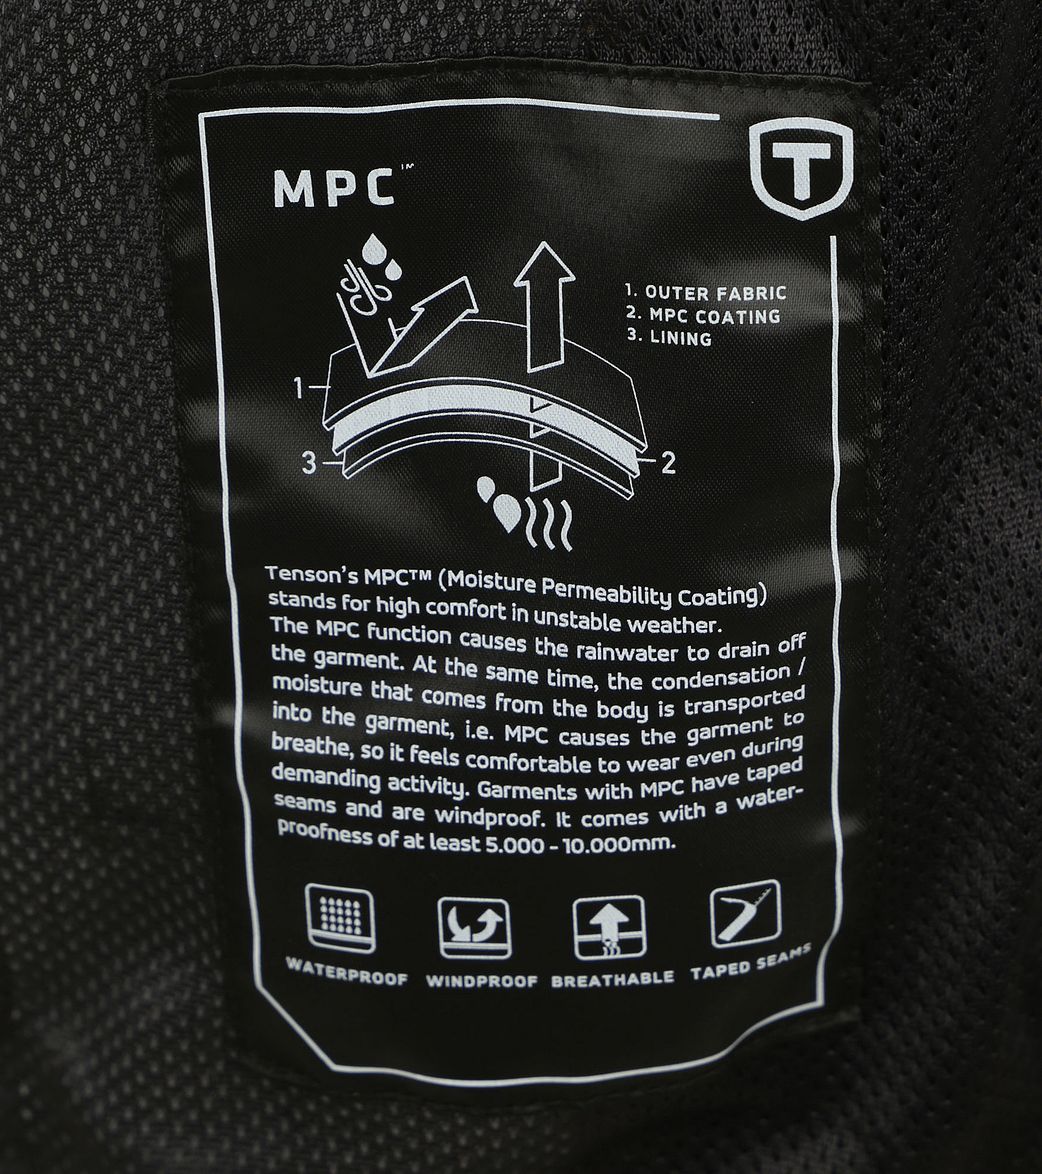 T
MPC™
1. OUTER FABRIC
2. MPC COATING
3. LINING
1
3
2
Tenson's MPC™ (Moisture Permeability Coating)
stands for high comfort in unstable weather.
The MPC function causes the rainwater to drain off
the garment. At the same time, the condensation /
moisture that comes from the body is transported
into the garment, i.e. MPC causes the garment to
breathe, so it feels comfortable to wear even during
demanding activity. Garments with MPC have taped
seams and are windproof. It comes with a water-
proofness of at least 5.000 - 10.000mm.
WATERPROOF WINDPROOF BREATHABLE TAPED SEAMS